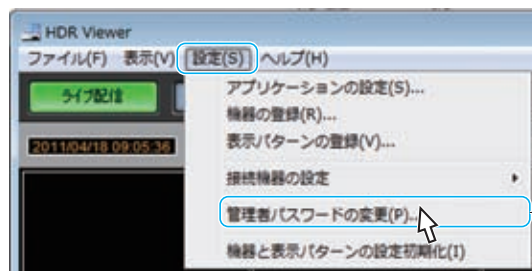 HDR Viewer
ファイル(F) 表示(V) 設定(S) ヘルプ(H)
ライブ配信
アプリケーションの設定(S)...
機器の登録(R)...
2011/04/18 09:05:36
表示パターンの登録(V)...
接続機器の設定
管理者パスワードの変更(P)...
機器と表示パターンの設定初期化(I)